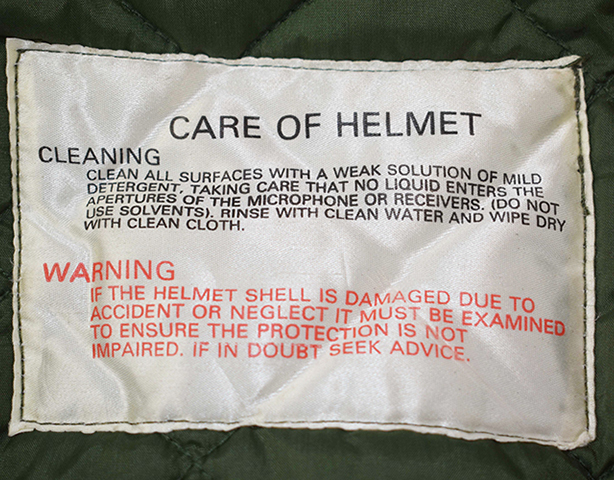 CARE OF HELMET
CLEANING
CLEAN ALL SURFACES WITH A WEAK SOLUTION OF MILD
DETERGENT, TAKING CARE THAT NO LIQUID ENTERS THE
APERTURES OF THE MICROPHONE OR RECEIVERS. (DO NOT
USE SOLVENTS). RINSE WITH CLEAN WATER AND WIPE DRY
WITH CLEAN CLOTH.
WARNING
IF THE HELMET SHELL IS DAMAGED DUE TO
ACCIDENT OR NEGLECT IT MUST BE EXAMINED
TO ENSURE THE PROTECTION IS NOT
IMPAIRED. IF IN DOUBT SEEK ADVICE.